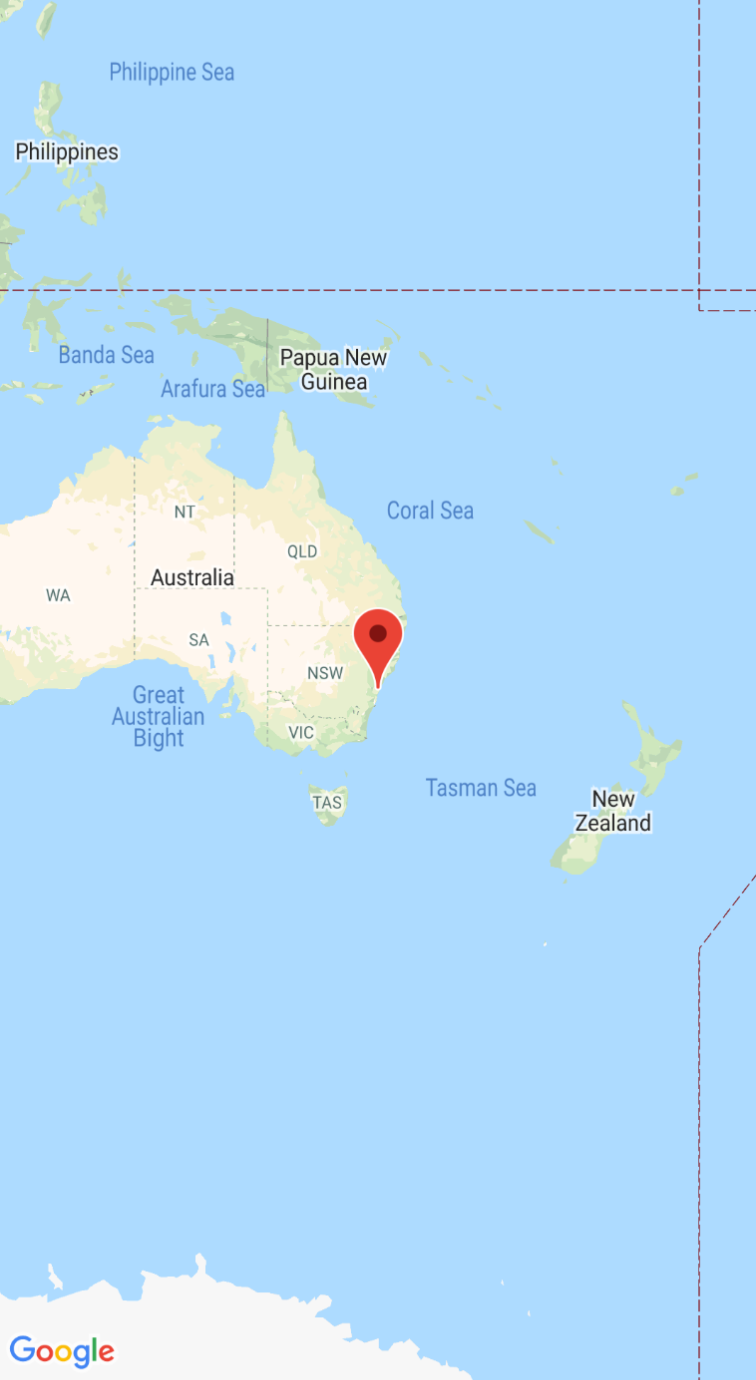 Philippine Sea
Philippines
Banda Sea
Papua New
Guinea
Arafura Sea
Coral Sea
NT
QLD
Australia
WA
SA
NSW
Great
Australian
Bight
VIC
Tasman Sea
TAS
New
Zealand
Google